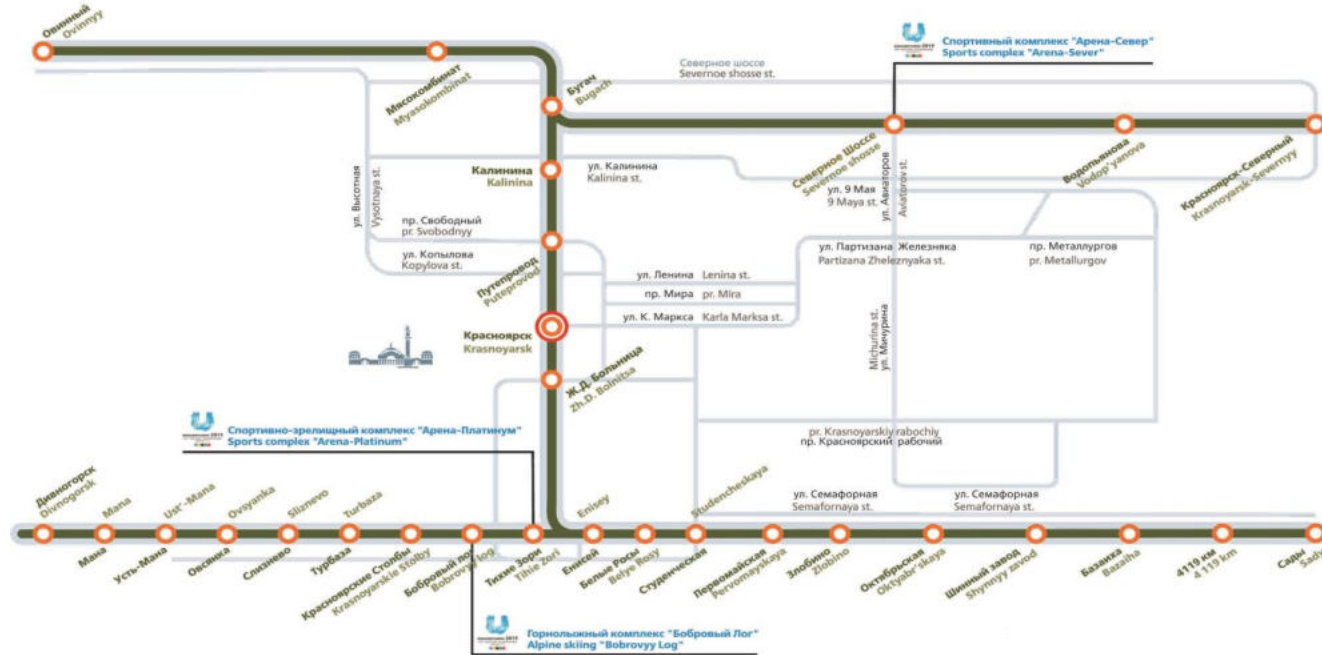 Овинный
Ovinnyy
Мясокомбинат
Myasokombinat
Бугач
Bugach
Спортивный комплекс "Арена-Север"
Sports complex "Arena-Sever"
Северное шоссе
Severnoe shosse st.
Калинина
Kalinina
ул. Калинина
Kalinina st.
Северное Шоссе
Severnoe shosse
Водопьянова
Vodop'yanova
Красноярск-Северный
Krasnoyarsk-Severnyy
ул. Высотная
Vysotnaya st.
ул. Авиаторов
Aviatorov st.
ул. 9 Мая
9 Maya st.
пр. Свободный
pr. Svobodnyy
ул. Копылова
Kopylova st.
Путепровод
Puteprovod
ул. Партизана Железняка
Partizana Zheleznyaka st.
пр. Металлургов
pr. Metallurgov
ул. Ленина Lenina st.
пр. Мира pr. Mira
ул. К. Маркса Karla Marksa st.
Красноярск
Krasnoyarsk
Michurina st.
ул. Мичурина
Ж.Д. Больница
Zh.D. Bolnitsa
Спортивно-зрелищный комплекс "Арена-Платинум"
Sports complex "Arena-Platinum"
pr. Krasnoyarskiy rabochiy
пр. Красноярский рабочий
ул. Семафорная
Semafornaya st.
ул. Семафорная
Semafornaya st.
Дивногорск
Divnogorsk
Mana
Мана
Ust'-Mana
Усть-Мана
Ovsyanka
Овсянка
Sliznevo
Слизнево
Turbaza
Турбаза
Красноярские Столбы
Krasnoyarskie Stolby
Бобровый лог
Bobrovyy log
Тихие Зори
Tihie Zori
Enisey
Енисей
Белые Росы
Belye Rosy
Studencheskaya
Студенческая
Первомайская
Pervomayskaya
Злобино
Zlobino
Октябрьская
Oktyabr'skaya
Шинный завод
Shynnyy zavod
Базаиха
Bazaiha
4119 км
4 119 km
Сады
Sady
Горнолыжный комплекс "Бобровый Лог"
Alpine skiing "Bobrovyy Log"